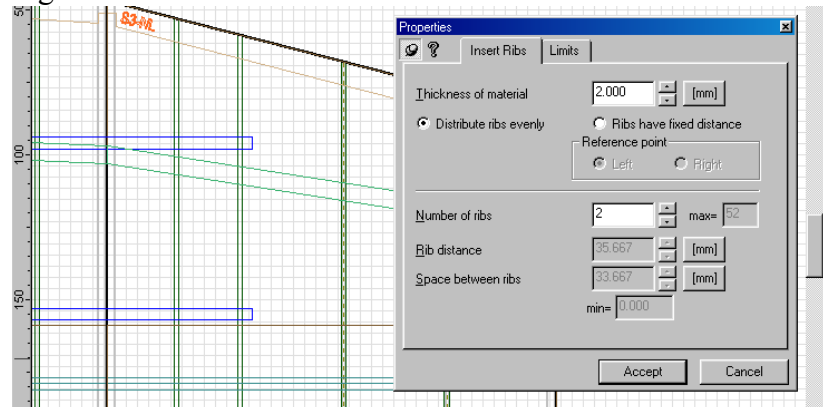 50
S3-ML
100
150
Properties
Insert Ribs Limits
Thickness of material 2.000 [mm]
Distribute ribs evenly Ribs have fixed distance
Reference point
Left Right
Number of ribs 2 max= 52
Rib distance 35.667 [mm]
Space between ribs 33.667 [mm]
min= 0.000
Accept Cancel